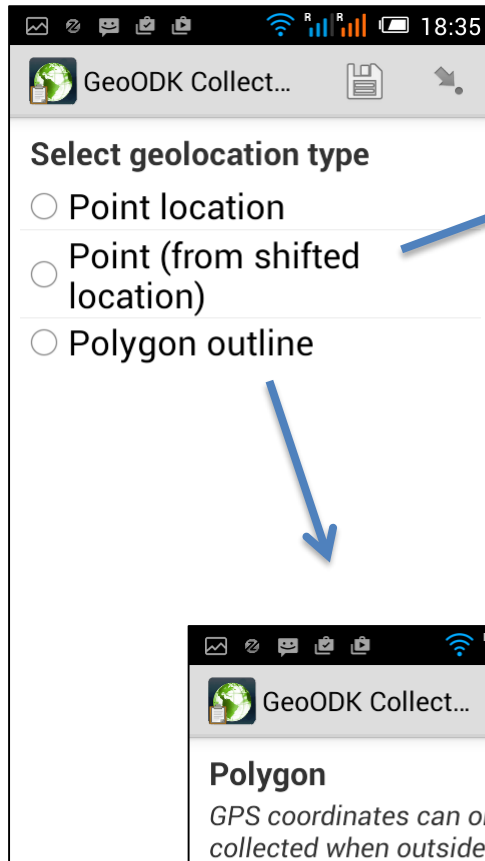 18:35
GeoODK Collect...
Select geolocation type
Point location
Point (from shifted
location)
Polygon outline
GeoODK Collect...
Polygon
GPS coordinates can
collected when outside